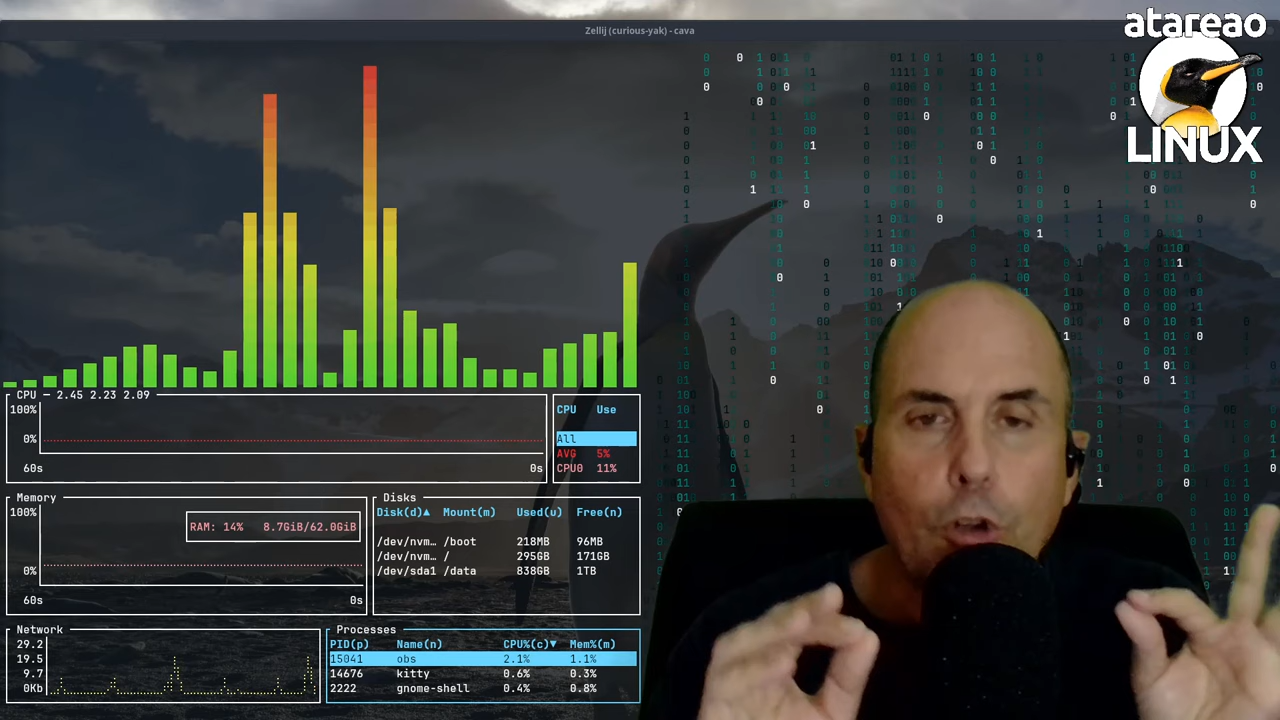 Zellij (curious-yak) - cava
atareao
LINUX
CPU — 2.45 2.23 2.09
100%
0%
60s 0s
CPU Use
All
AVG 5%
CPU0 11%
Memory
100%
RAM: 14% 8.7GiB/62.0GiB
0%
60s 0s
Disks
Disk(d)▲ Mount(m) Used(u) Free(n)
/dev/nvm… /boot 218MB 96MB
/dev/nvm… / 295GB 171GB
/dev/sda1 /data 838GB 1TB
Network
29.2
19.5
9.7
0Kb
Processes
PID(p) Name(n) CPU%(c)▼ Mem%(m)
15041 obs 2.1% 1.1%
14676 kitty 0.6% 0.3%
2222 gnome-shell 0.4% 0.8%